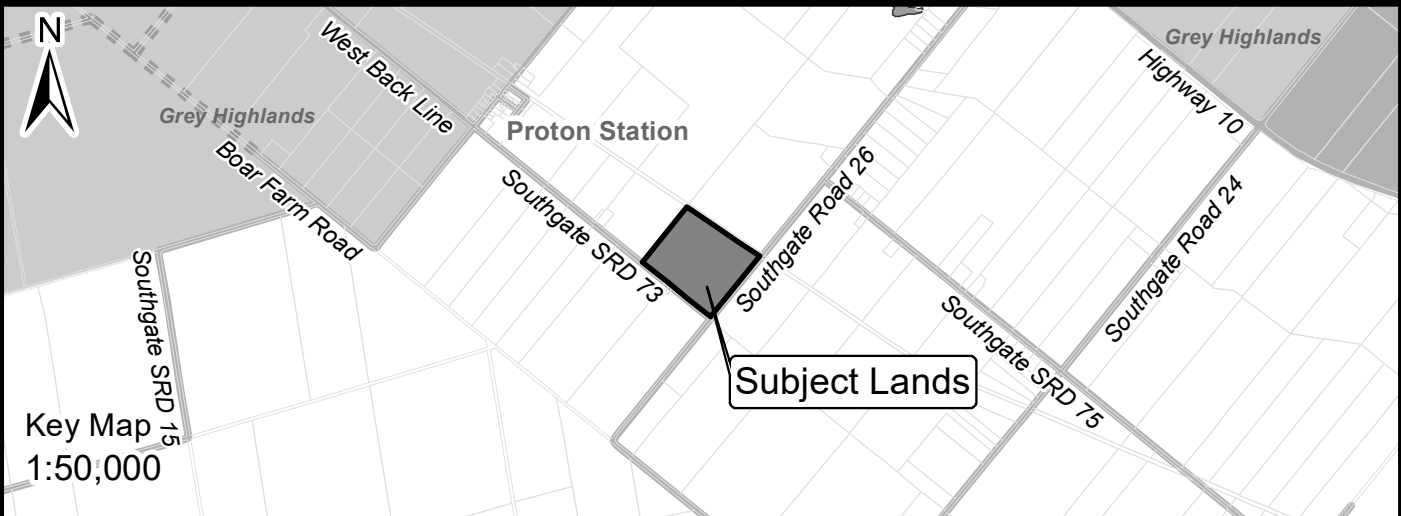 N
West Back Line
Grey Highlands
Highway 10
Grey Highlands
Proton Station
Boar Farm Road
Southgate SRD 73
Southgate Road 26
Southgate Road 24
Southgate SRD 15
Southgate SRD 75
Subject Lands
Key Map
1:50,000